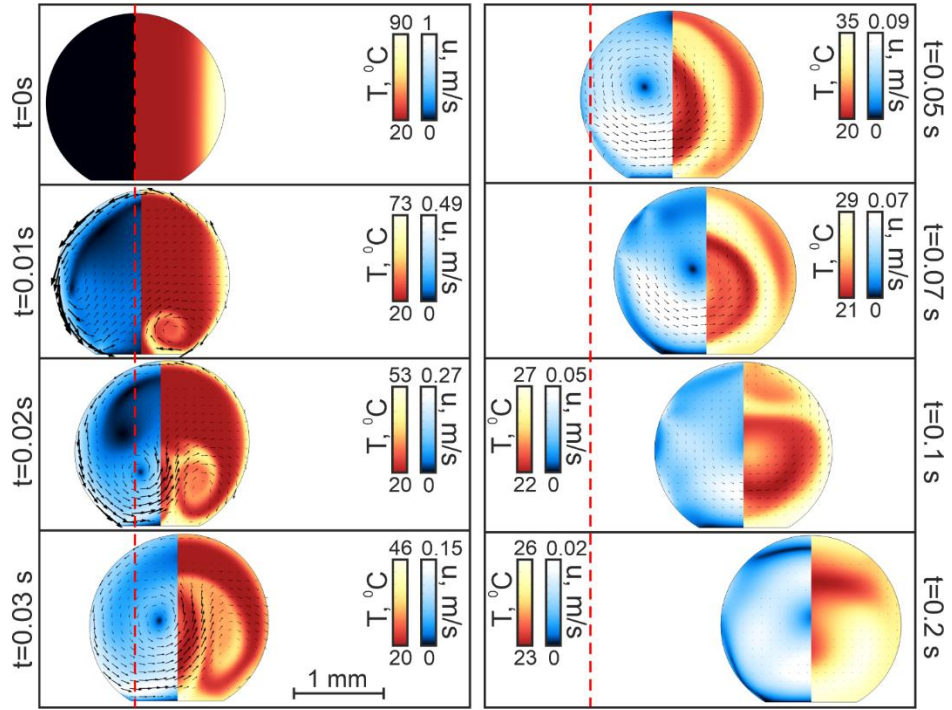 t=0s
90 1
T, °C
u, m/s
20 0
t=0.01s
73 0.49
T, °C
u, m/s
20 0
t=0.02s
53 0.27
T, °C
u, m/s
20 0
t=0.03 s
46 0.15
T, °C
u, m/s
20 0
1 mm
35 0.09
T, °C
u, m/s
20 0
t=0.05 s
29 0.07
T, °C
u, m/s
21 0
t=0.07 s
27 0.05
T, °C
u, m/s
22 0
t=0.1 s
26 0.02
T, °C
u, m/s
23 0
t=0.2 s